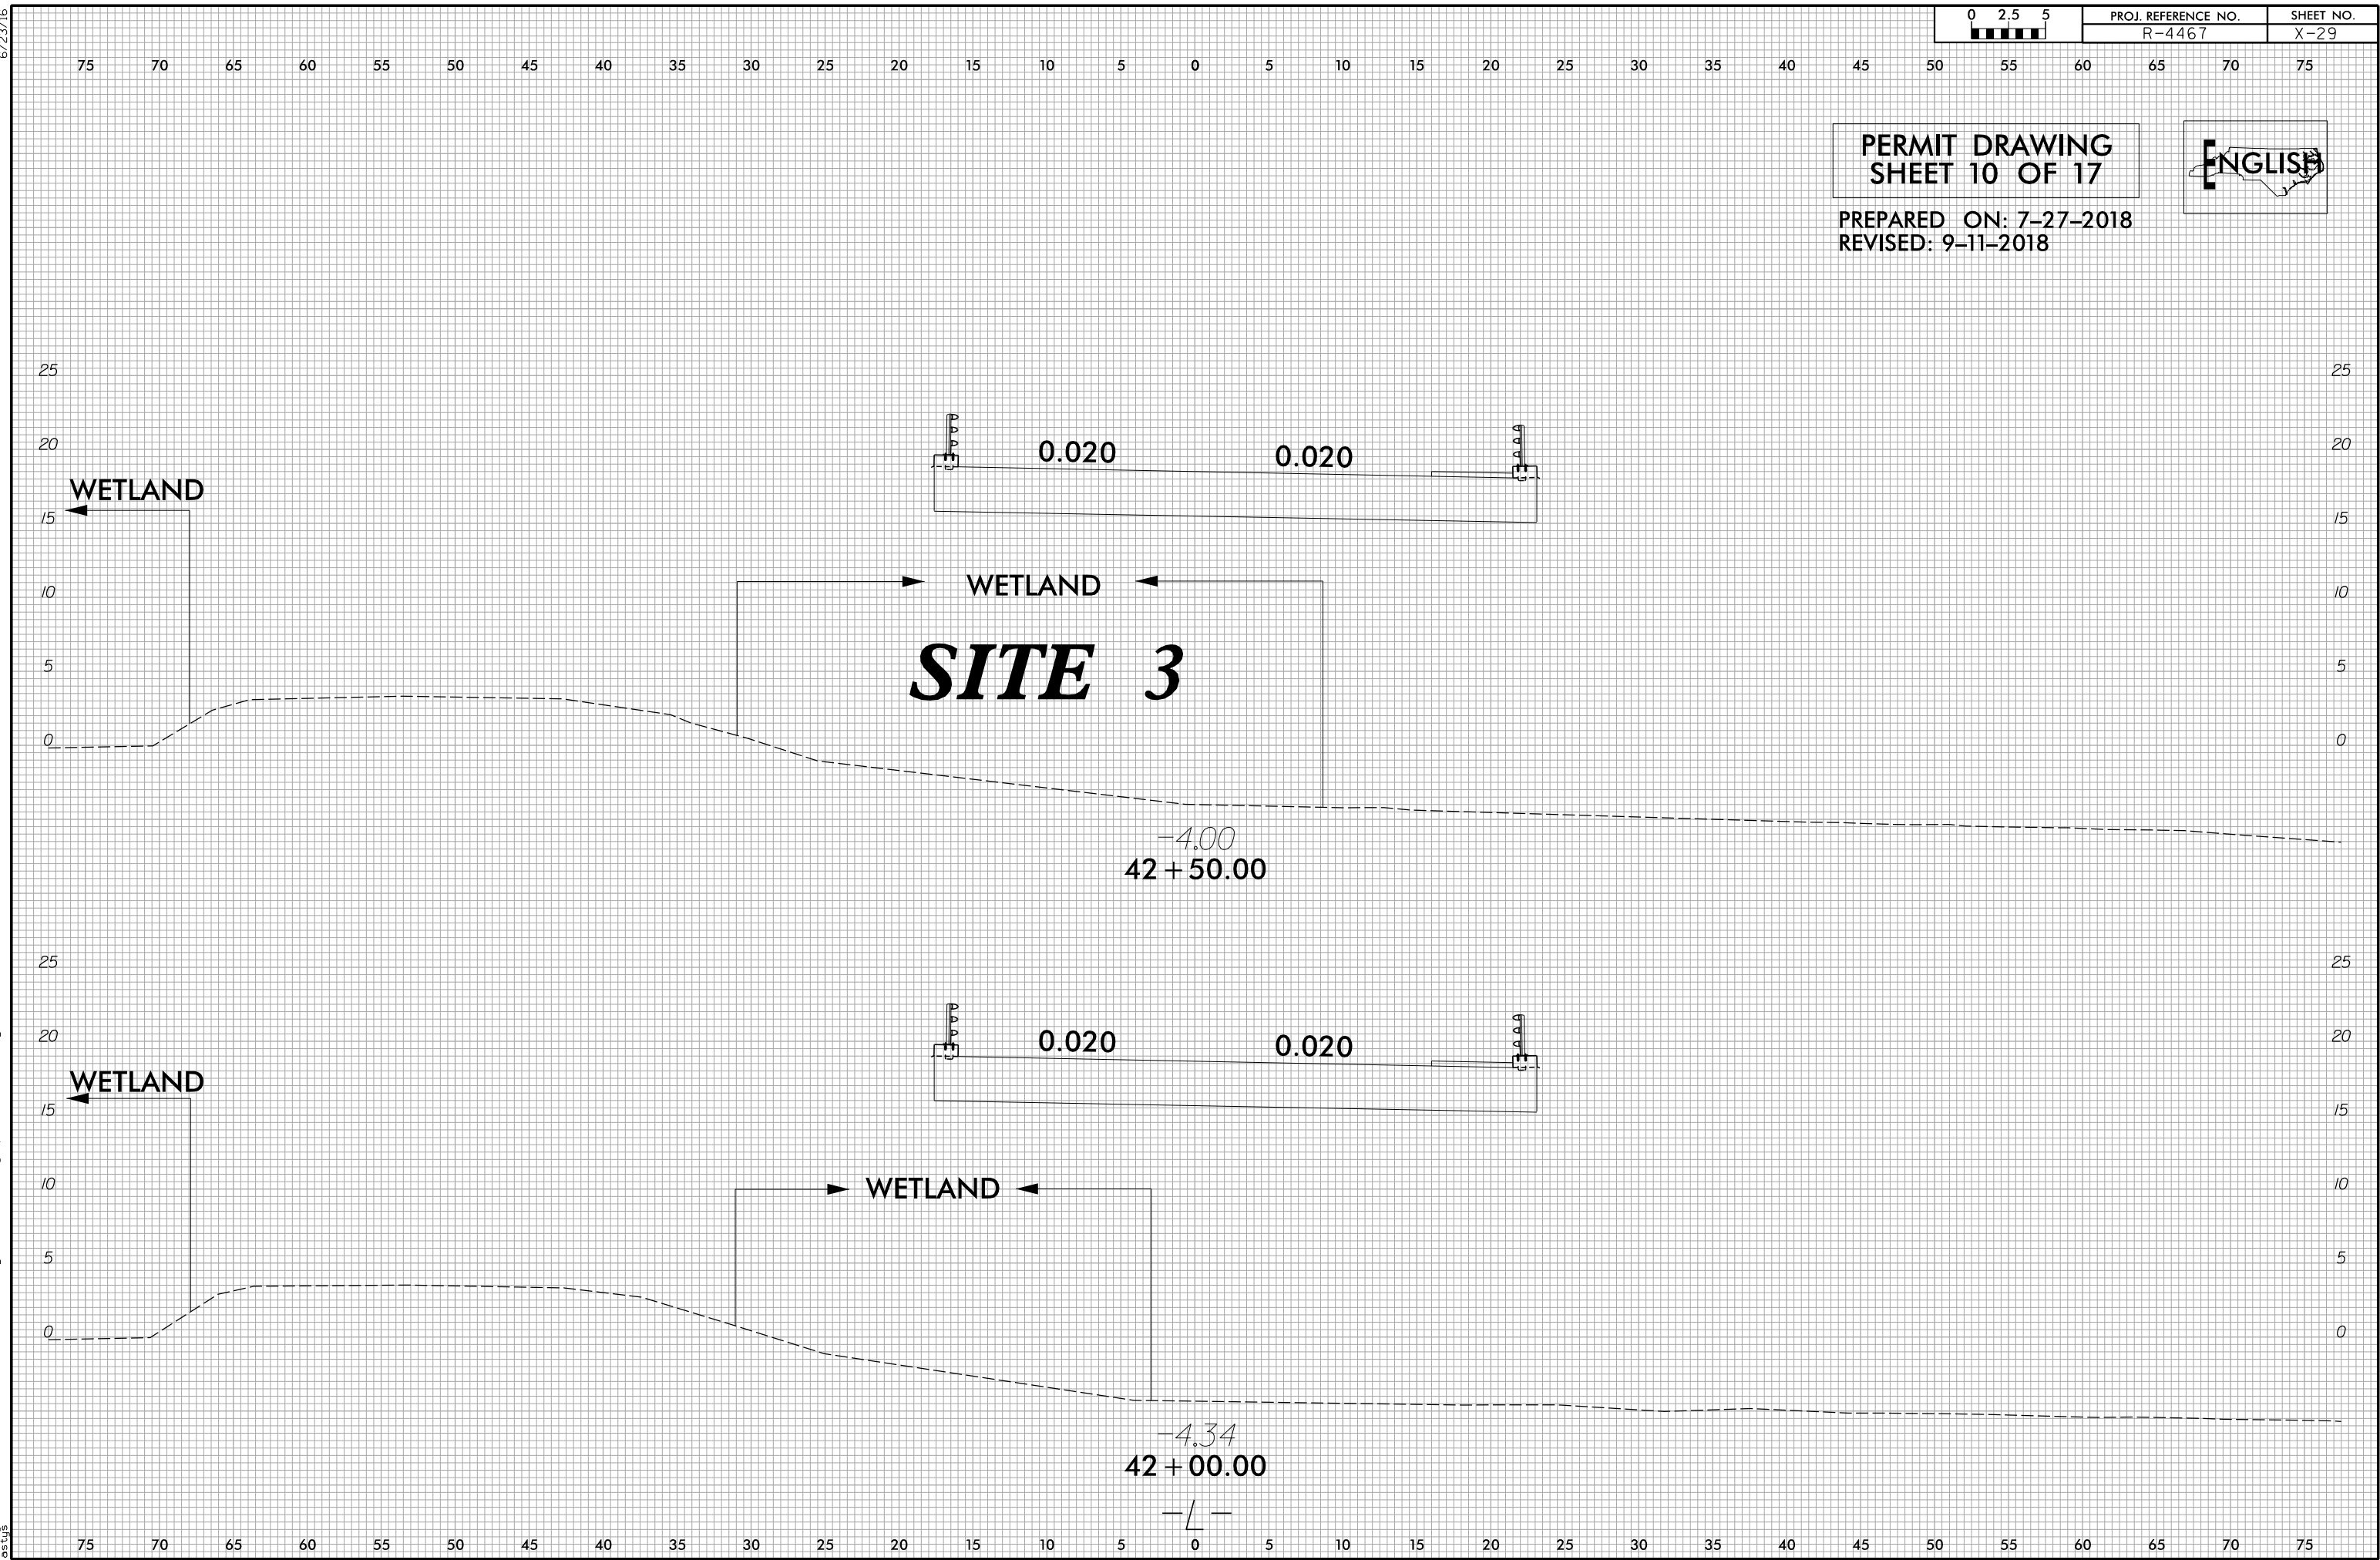 6/23/16
0 2.5 5
PROJ. REFERENCE NO.
SHEET NO.
R-4467
X-29
75 70 65 60 55 50 45 40 35 30 25 20 15 10 5 0 5 10 15 20 25 30 35 40 45 50 55 60 65 70 75
PERMIT DRAWING
SHEET 10 OF 17
ENGLISH
PREPARED ON: 7-27-2018
REVISED: 9-11-2018
25 25
20 0.020 0.020 20
WETLAND
15 15
10 WETLAND 10
SITE 3
5 5
0 0
-4.00
42+50.00
25 25
20 0.020 0.020 20
WETLAND
15 15
10 WETLAND 10
5 5
0 0
-4.34
42+00.00
-L-
75 70 65 60 55 50 45 40 35 30 25 20 15 10 5 0 5 10 15 20 25 30 35 40 45 50 55 60 65 70 75